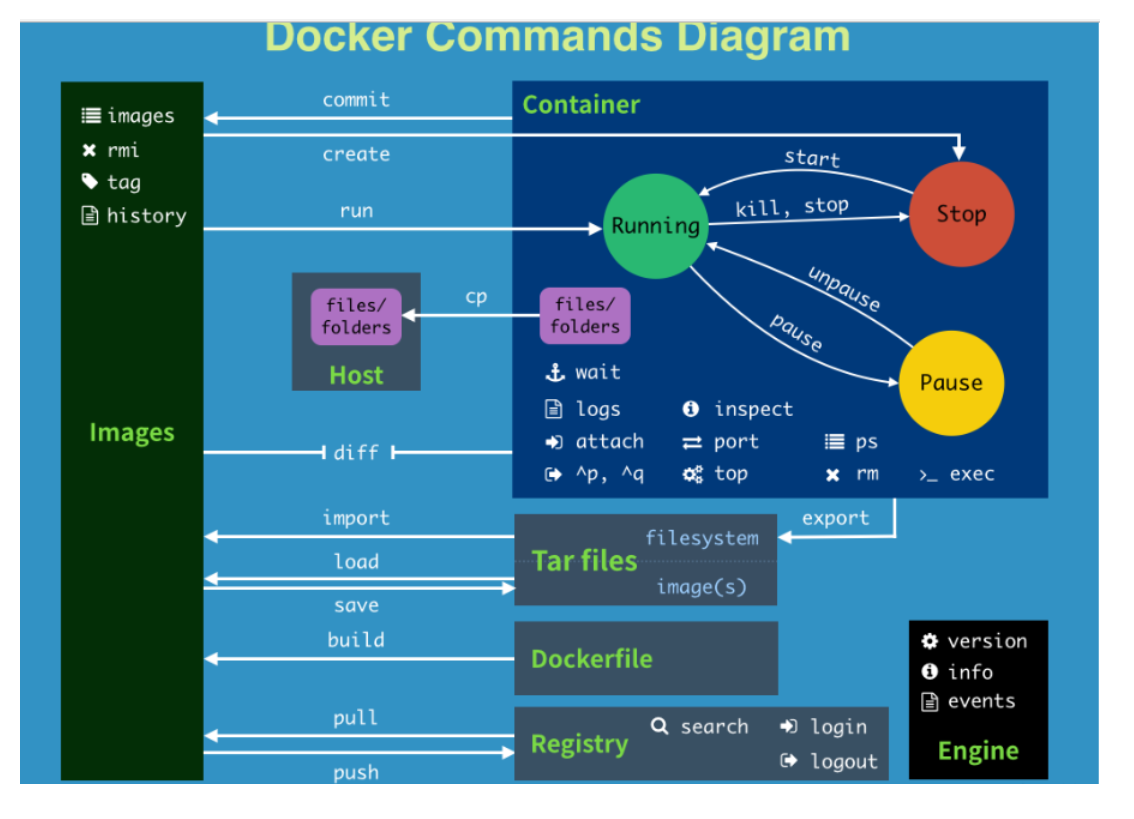 Docker Commands Diagram
images
rmi
tag
history
Images
commit
create
run
cp
files/
folders
Host
diff
import
load
save
build
pull
push
Container
start
Running
kill, stop
Stop
unpause
pause
Pause
files/
folders
wait
logs
inspect
attach
port
ps
^p, ^q
top
rm
>_ exec
export
Tar files
filesystem
image(s)
Dockerfile
Registry
search
login
logout
version
info
events
Engine